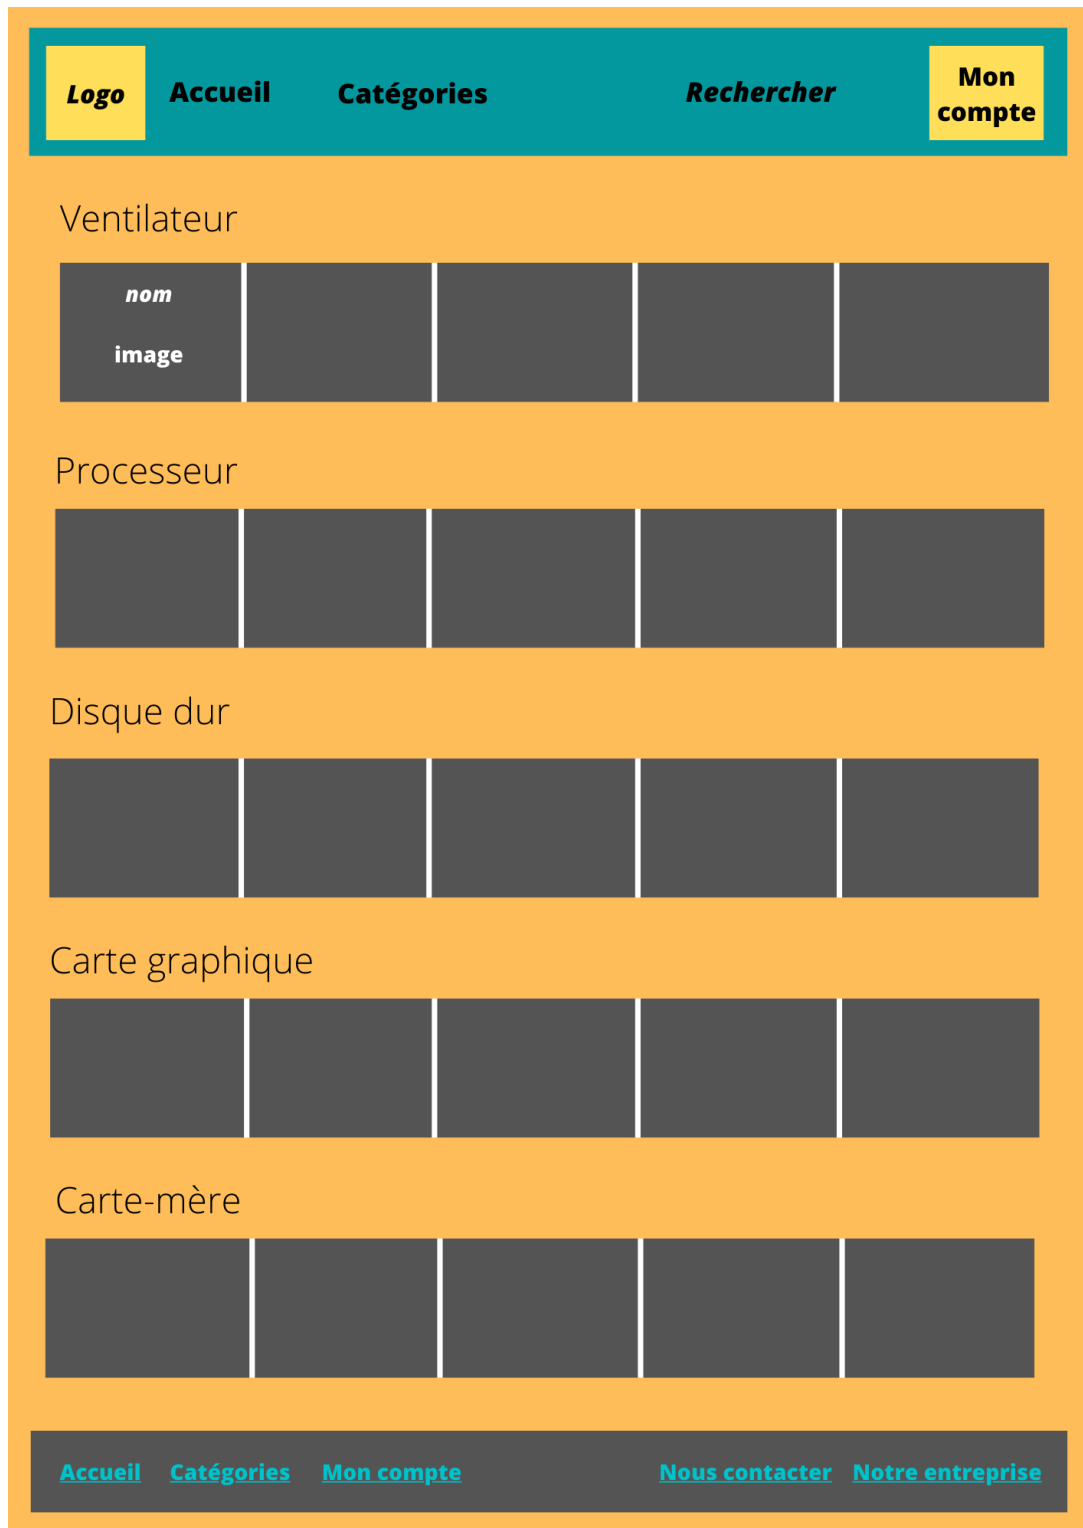 Logo Accueil Catégories Rechercher Mon compte
Ventilateur
nom
image
Processeur
Disque dur
Carte graphique
Carte-mère
Accueil Catégories Mon compte Nous contacter Notre entreprise